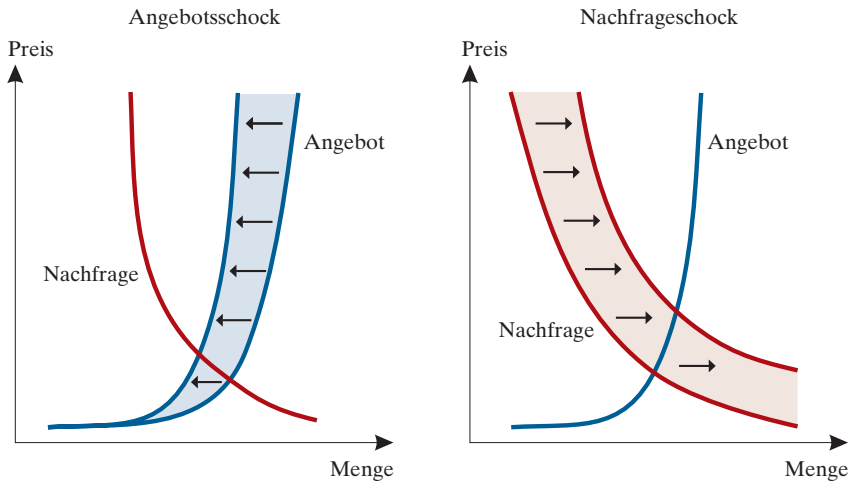 Angebotsschock
Preis
Angebot
Nachfrage
Menge
Nachfrageschock
Preis
Angebot
Nachfrage
Menge